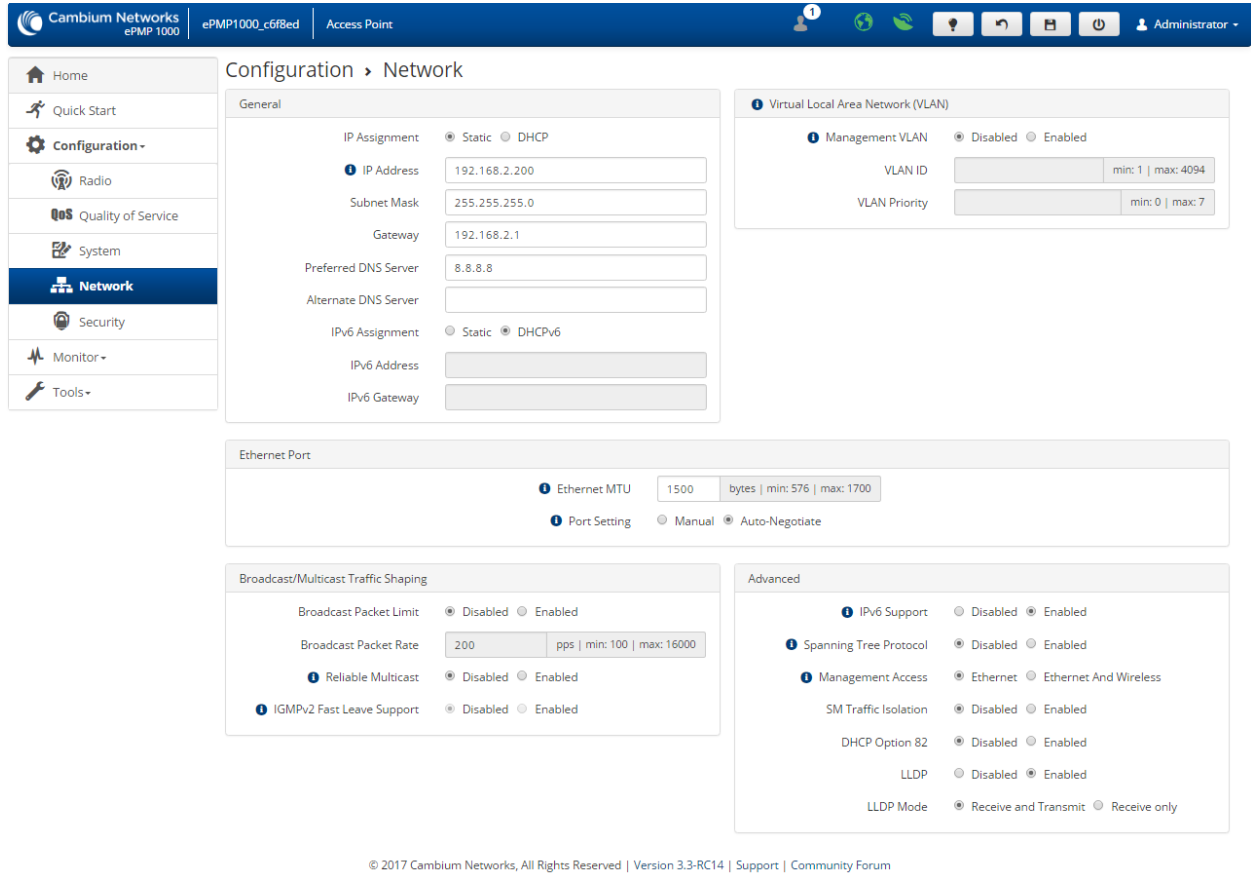 Cambium Networks
ePMP 1000
ePMP1000_c6f8ed
Access Point
1
Administrator
Home
Quick Start
Configuration
Radio
QoS Quality of Service
System
Network
Security
Monitor
Tools
Configuration › Network
General
IP Assignment Static DHCP
IP Address 192.168.2.200
Subnet Mask 255.255.255.0
Gateway 192.168.2.1
Preferred DNS Server 8.8.8.8
Alternate DNS Server
IPv6 Assignment Static DHCPv6
IPv6 Address
IPv6 Gateway
Virtual Local Area Network (VLAN)
Management VLAN Disabled Enabled
VLAN ID min: 1 | max: 4094
VLAN Priority min: 0 | max: 7
Ethernet Port
Ethernet MTU 1500 bytes | min: 576 | max: 1700
Port Setting Manual Auto-Negotiate
Broadcast/Multicast Traffic Shaping
Broadcast Packet Limit Disabled Enabled
Broadcast Packet Rate 200 pps | min: 100 | max: 16000
Reliable Multicast Disabled Enabled
IGMPv2 Fast Leave Support Disabled Enabled
Advanced
IPv6 Support Disabled Enabled
Spanning Tree Protocol Disabled Enabled
Management Access Ethernet Ethernet And Wireless
SM Traffic Isolation Disabled Enabled
DHCP Option 82 Disabled Enabled
LLDP Disabled Enabled
LLDP Mode Receive and Transmit Receive only
© 2017 Cambium Networks, All Rights Reserved | Version 3.3-RC14 | Support | Community Forum